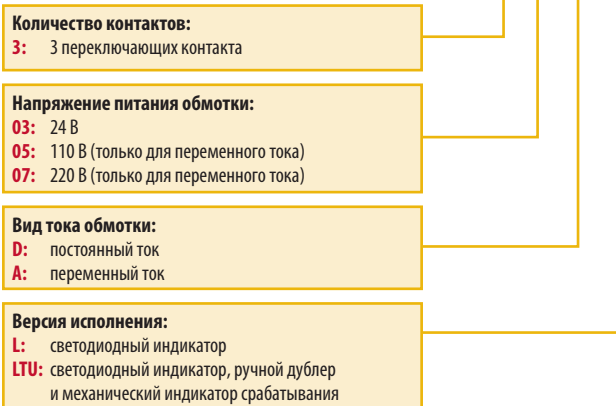 Количество контактов:
3: 3 переключающих контакта
Напряжение питания обмотки:
03: 24 В
05: 110 В (только для переменного тока)
07: 220 В (только для переменного тока)
Вид тока обмотки:
D: постоянный ток
A: переменный ток
Версия исполнения:
L: светодиодный индикатор
LTU: светодиодный индикатор, ручной дублер
и механический индикатор срабатывания